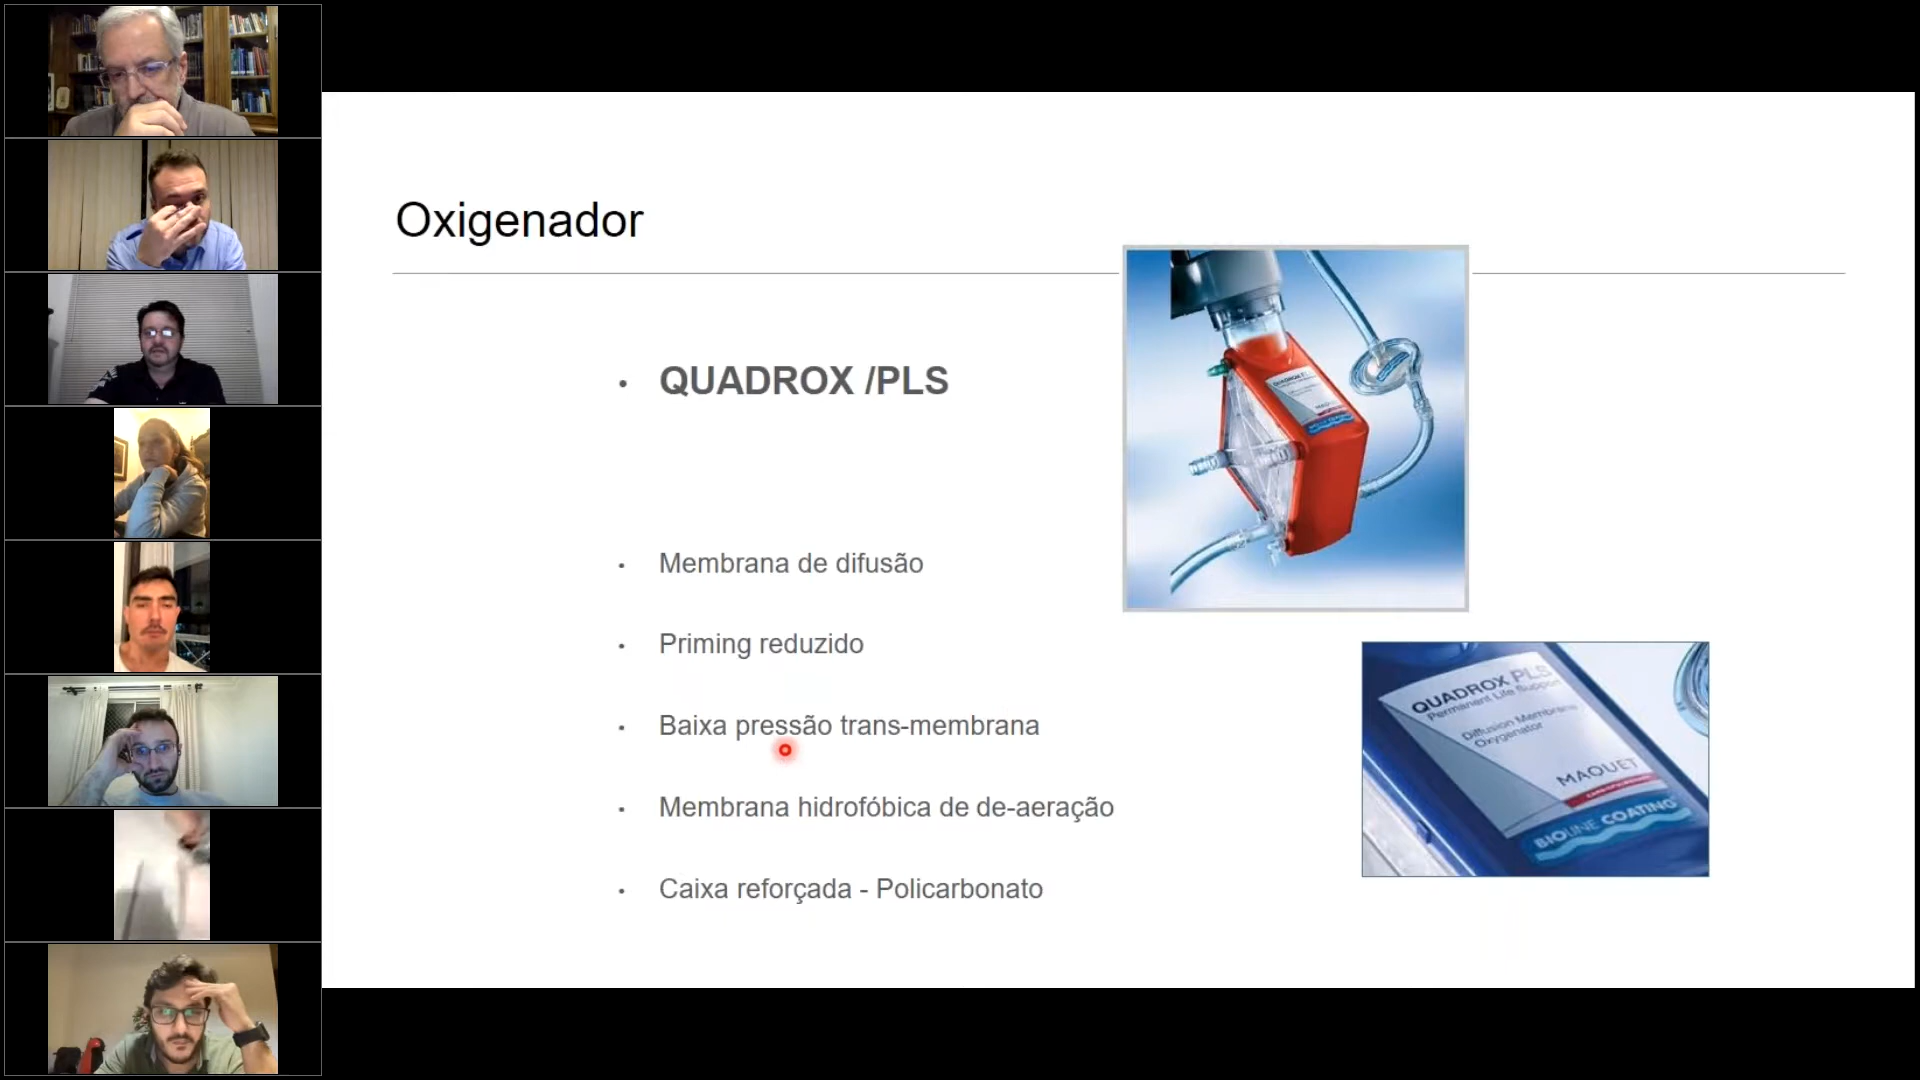 Oxigenador
• QUADROX /PLS
• Membrana de difusão
• Priming reduzido
• Baixa pressão trans-membrana
• Membrana hidrofóbica de de-aeração
• Caixa reforçada - Policarbonato
QUADROX PLS
Permanent Life Support
Diffusion Membrane
Oxygenator
MAQUET
BIOLINE COATING